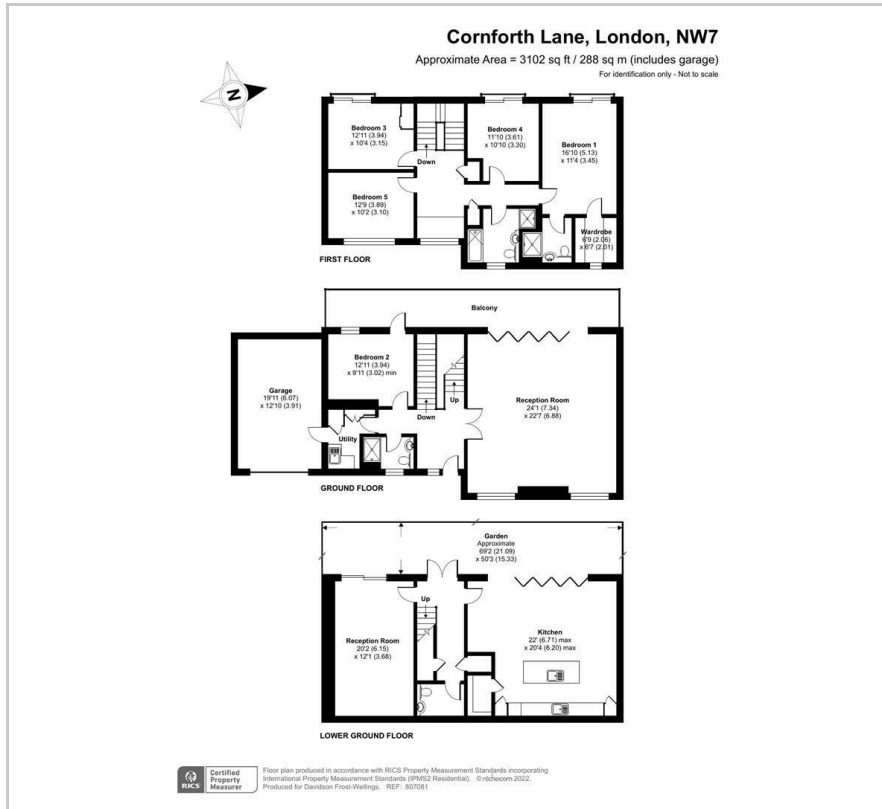 Cornforth Lane, London, NW7
Approximate Area = 3102 sq ft / 288 sq m (includes garage)
For identification only - Not to scale
N
Bedroom 3
12'11 (3.94)
x 10'4 (3.15)
Down
Bedroom 4
11'10 (3.61)
x 10'10 (3.30)
Bedroom 1
16'10 (5.13)
x 11'4 (3.45)
Bedroom 5
12'9 (3.89)
x 10'2 (3.10)
Wardrobe
6'9 (2.06)
x 6'7 (2.01)
FIRST FLOOR
Balcony
Bedroom 2
12'11 (3.94)
x 9'11 (3.02) min
Garage
19'11 (6.07)
x 12'10 (3.91)
Up
Down
Reception Room
24'1 (7.34)
x 22'7 (6.88)
Utility
GROUND FLOOR
Garden
Approximate
69'2 (21.09)
x 50'3 (15.33)
Up
Reception Room
20'2 (6.15)
x 12'1 (3.68)
Kitchen
22' (6.71) max
x 20'4 (6.20) max
LOWER GROUND FLOOR
RICS
Certified
Property
Measurer
Floor plan produced in accordance with RICS Property Measurement Standards incorporating
International Property Measurement Standards (IPMS2 Residential). © nichecom 2022.
Produced for Davidson Frost-Wellings. REF: 807081